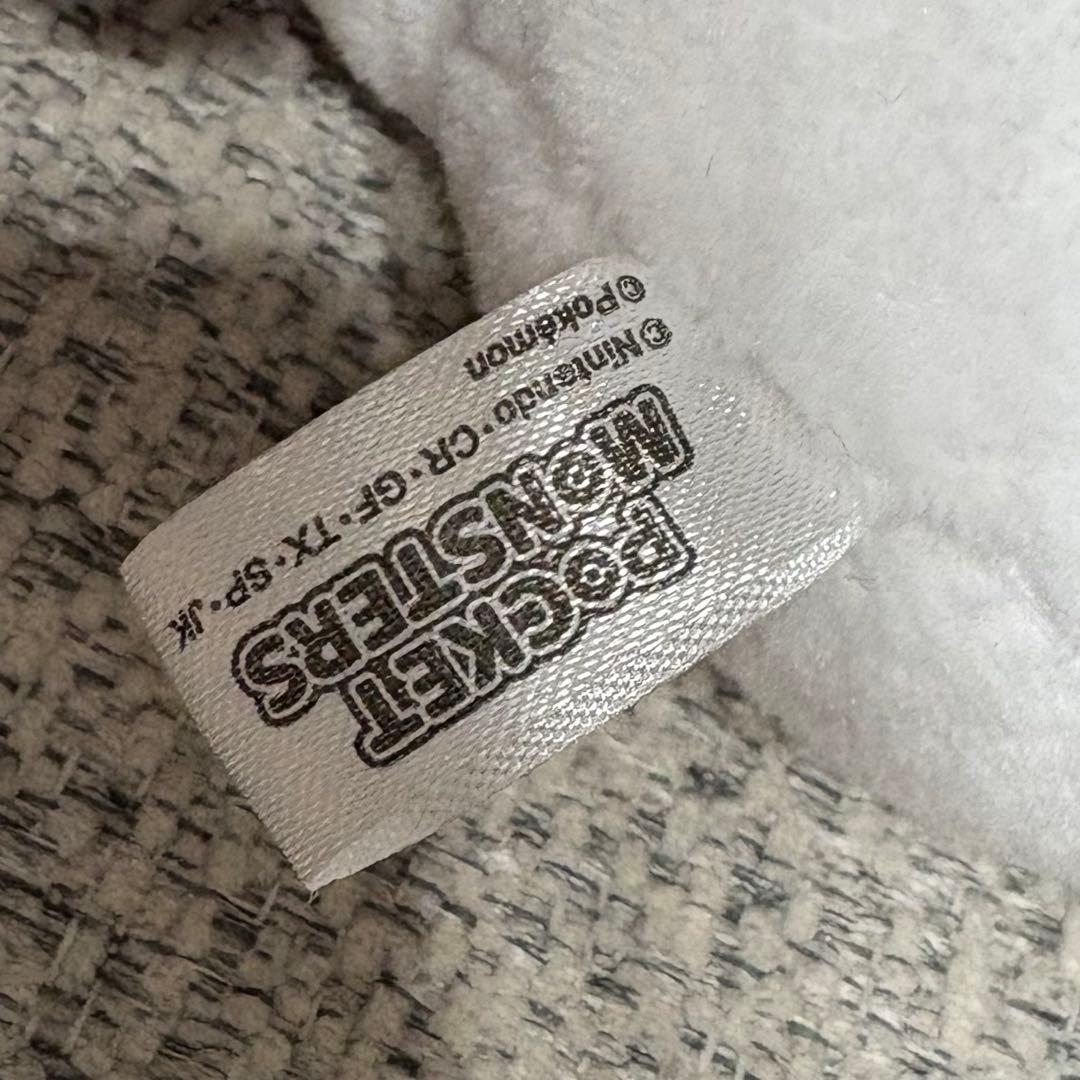 POCKET
MONSTERS
©Nintendo・CR・GF・TX・SP・JK
©Pokémon